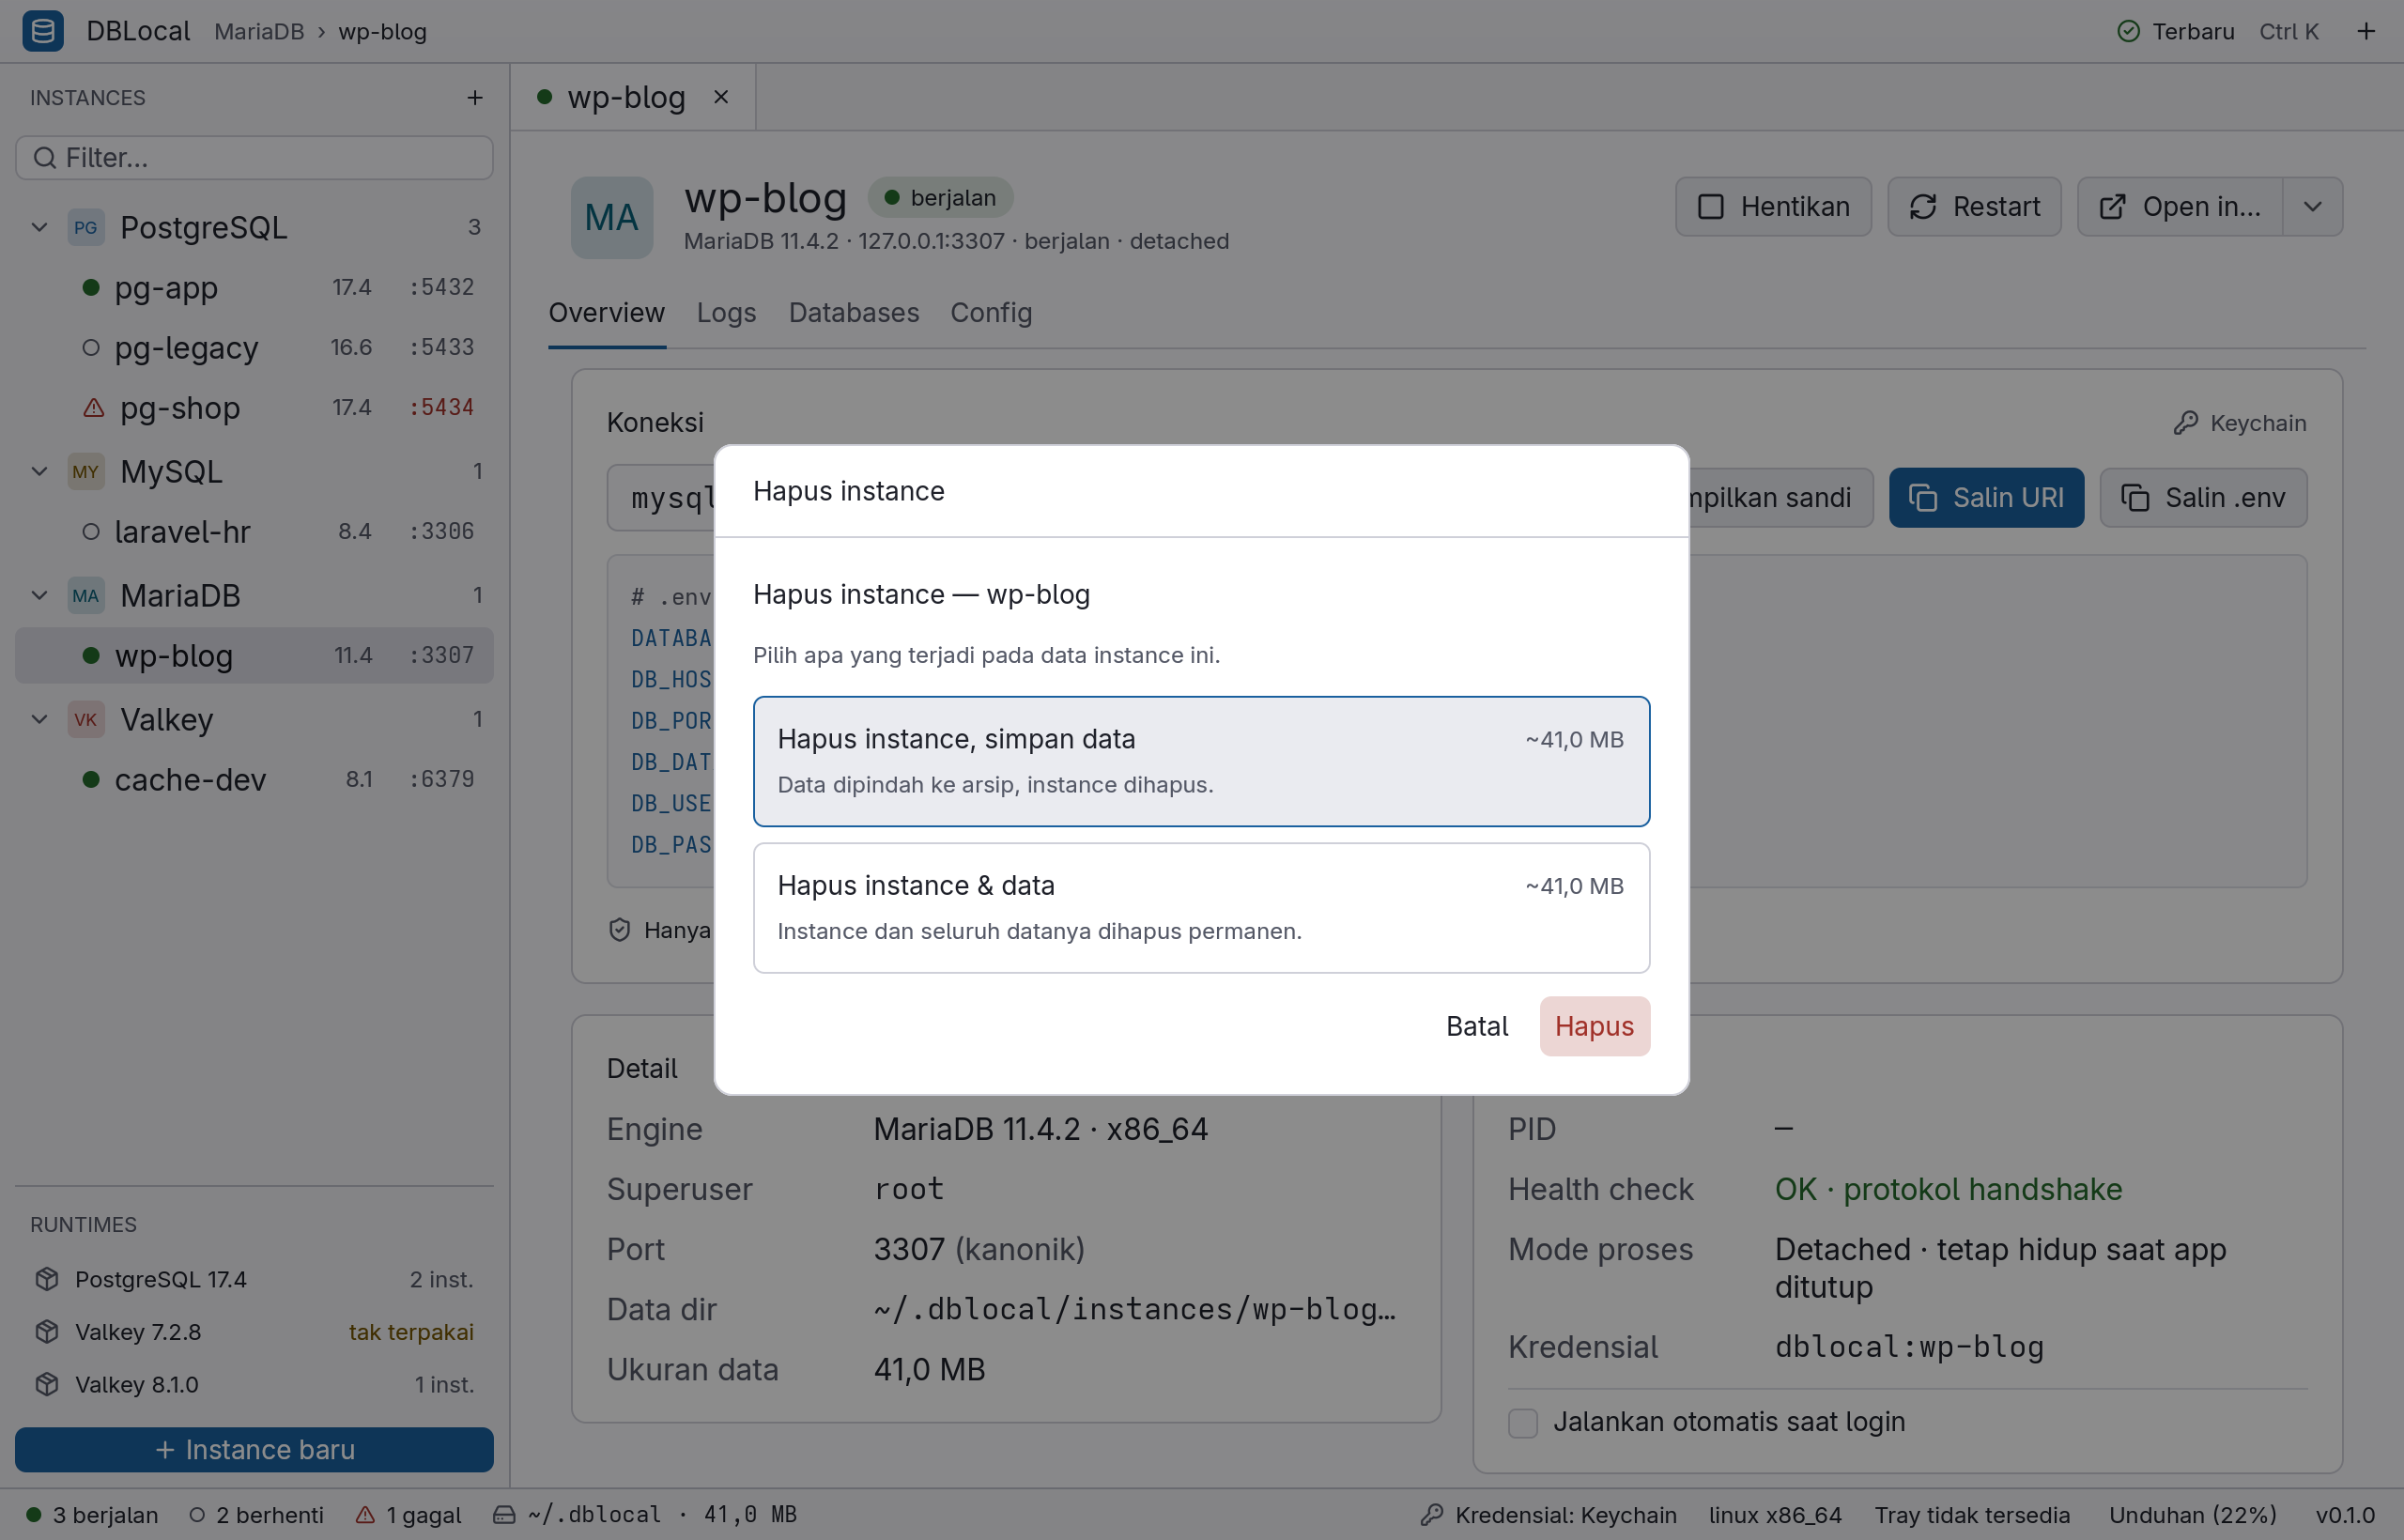 DBLocal MariaDB › wp-blog
Terbaru Ctrl K +
INSTANCES +
Filter...
PG PostgreSQL 3
pg-app 17.4 :5432
pg-legacy 16.6 :5433
pg-shop 17.4 :5434
MY MySQL 1
laravel-hr 8.4 :3306
MA MariaDB 1
wp-blog 11.4 :3307
VK Valkey 1
cache-dev 8.1 :6379
RUNTIMES
PostgreSQL 17.4 2 inst.
Valkey 7.2.8 tak terpakai
Valkey 8.1.0 1 inst.
+ Instance baru
wp-blog ×
MA
wp-blog berjalan
MariaDB 11.4.2 · 127.0.0.1:3307 · berjalan · detached
Hentikan Restart Open in...
Overview Logs Databases Config
Koneksi Keychain
mysql
mpilkan sandi Salin URI Salin .env
# .env
DATABA
DB_HOS
DB_POR
DB_DAT
DB_USE
DB_PAS
Hanya
Hapus instance
Hapus instance — wp-blog
Pilih apa yang terjadi pada data instance ini.
Hapus instance, simpan data ~41,0 MB
Data dipindah ke arsip, instance dihapus.
Hapus instance & data ~41,0 MB
Instance dan seluruh datanya dihapus permanen.
Batal Hapus
Detail
Engine MariaDB 11.4.2 · x86_64
Superuser root
Port 3307 (kanonik)
Data dir ~/.dblocal/instances/wp-blog…
Ukuran data 41,0 MB
PID —
Health check OK · protokol handshake
Mode proses Detached · tetap hidup saat app
ditutup
Kredensial dblocal:wp-blog
Jalankan otomatis saat login
3 berjalan 2 berhenti 1 gagal ~/.dblocal · 41,0 MB
Kredensial: Keychain linux x86_64 Tray tidak tersedia Unduhan (22%) v0.1.0